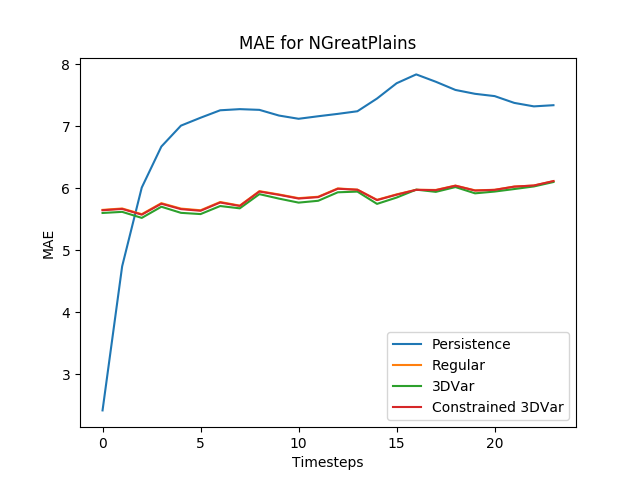 MAE for NGreatPlains
8
7
6
5
4
3
MAE
0
5
10
15
20
Timesteps
Persistence
Regular
3DVar
Constrained 3DVar